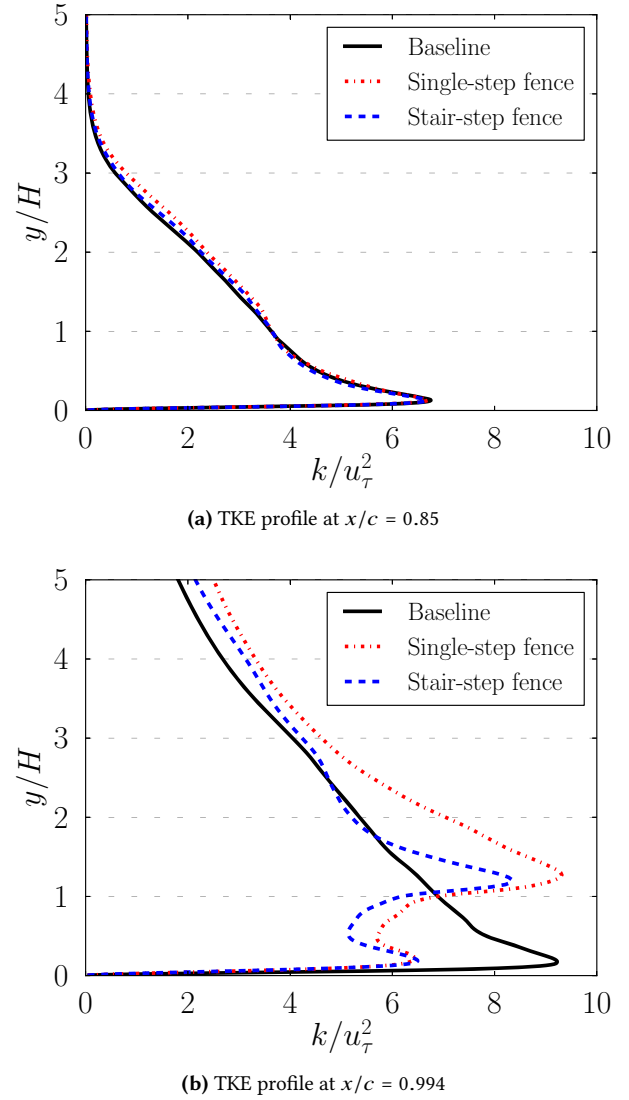 5
4
3
2
1
0
y/H
Baseline
Single-step fence
Stair-step fence
0 2 4 6 8 10
k/u_τ^2
(a) TKE profile at x/c = 0.85
5
4
3
2
1
0
y/H
Baseline
Single-step fence
Stair-step fence
0 2 4 6 8 10
k/u_τ^2
(b) TKE profile at x/c = 0.994